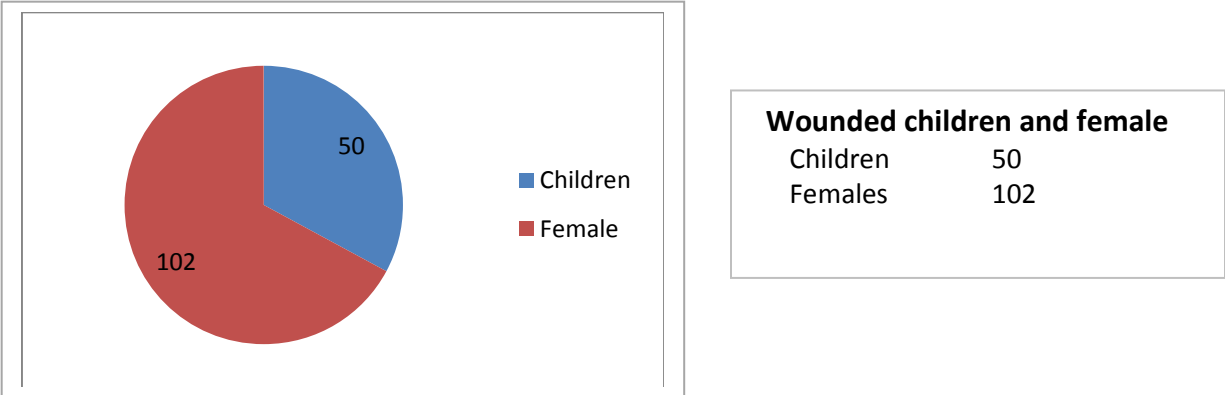 50
102
Children
Female
Wounded children and female
Children 50
Females 102